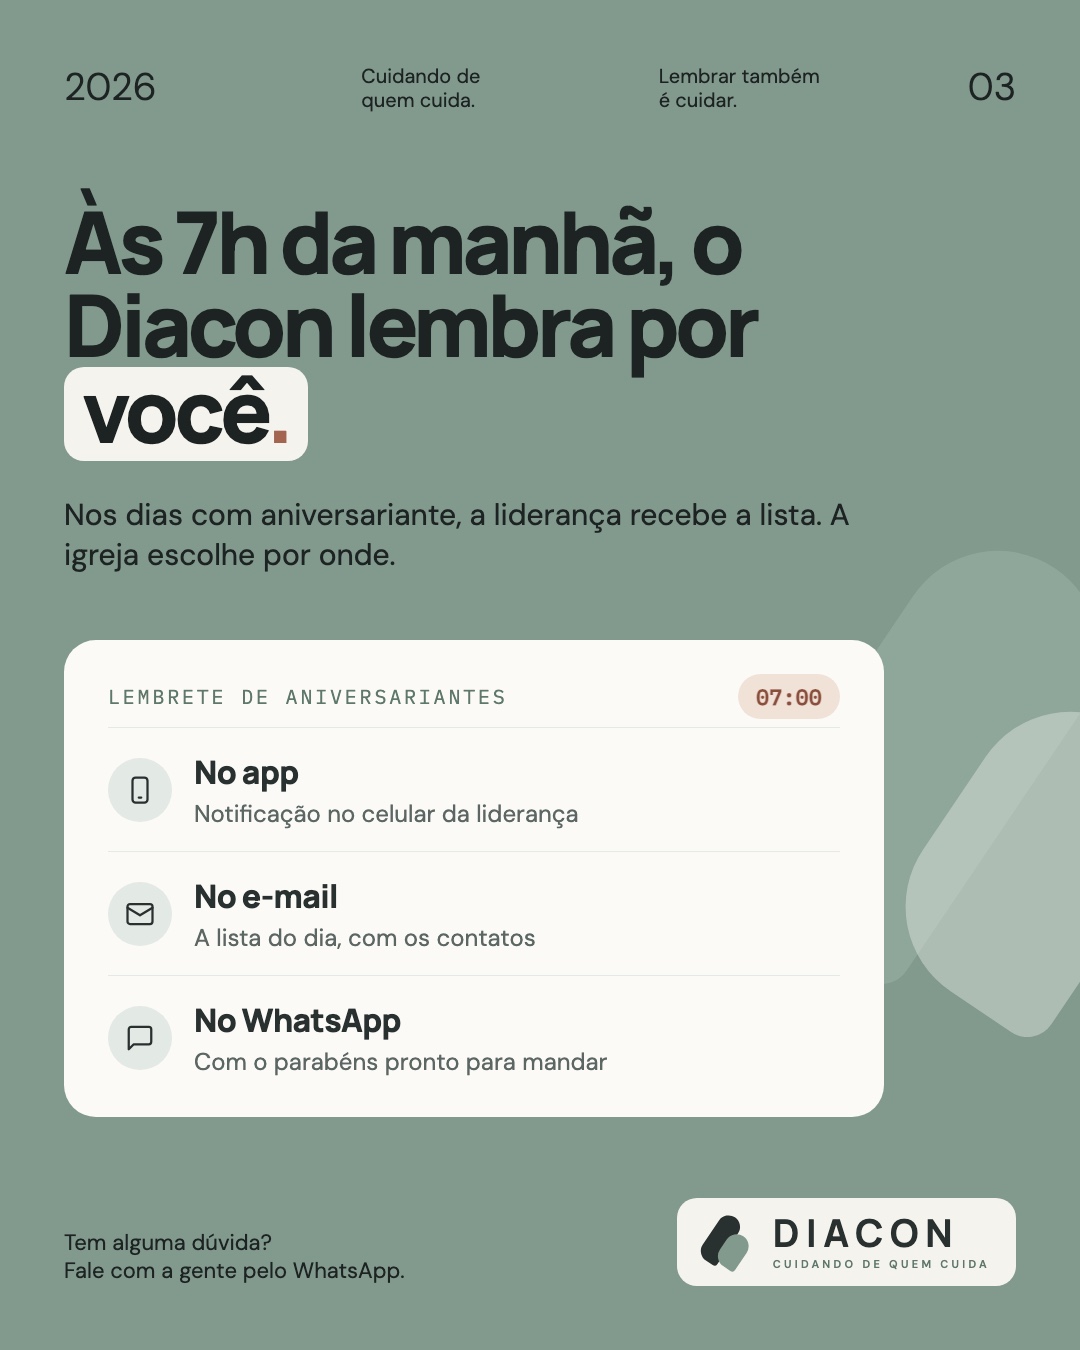 2026
Cuidando de
quem cuida.
Lembrar também
é cuidar.
03
Às 7h da manhã, o
Diacon lembra por
você.
Nos dias com aniversariante, a liderança recebe a lista. A
igreja escolhe por onde.
LEMBRETE DE ANIVERSARIANTES
07:00
No app
Notificação no celular da liderança
No e-mail
A lista do dia, com os contatos
No WhatsApp
Com o parabéns pronto para mandar
Tem alguma dúvida?
Fale com a gente pelo WhatsApp.
DIACON
CUIDANDO DE QUEM CUIDA